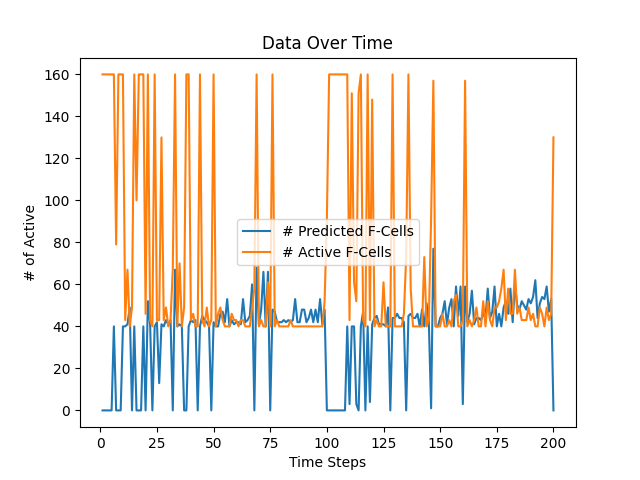 Data Over Time
160
140
120
100
80
60
40
20
0
# of Active
# Predicted F-Cells
# Active F-Cells
0 25 50 75 100 125 150 175 200
Time Steps